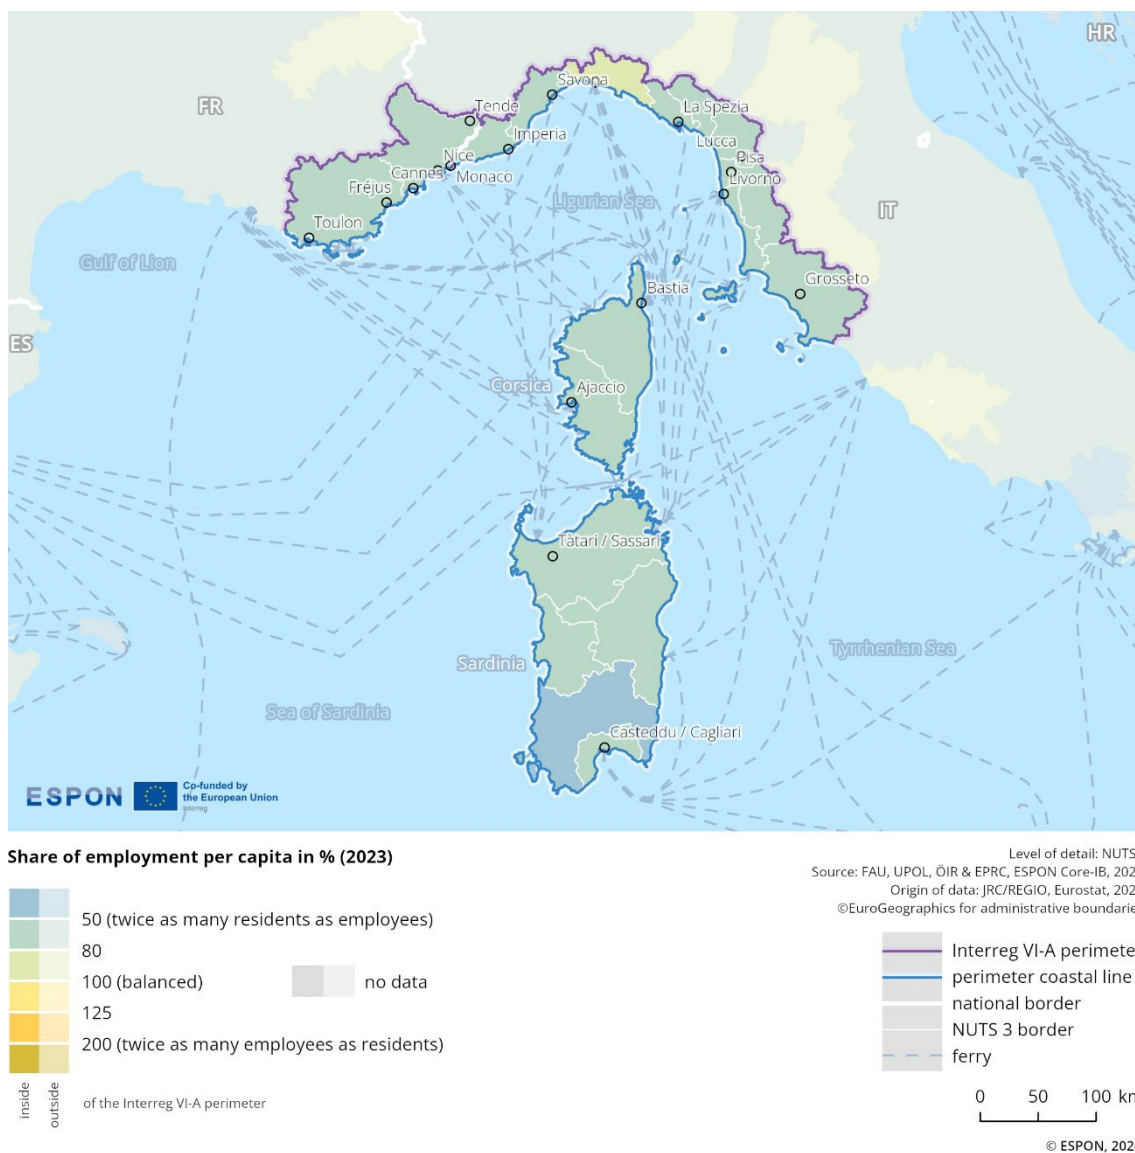 HR
FR
Savona
Tende
La Spezia
Imperia
Lucca
Nice
Pisa
Cannes
Monaco
Livorno
Fréjus
Ligurian Sea
IT
Toulon
Gulf of Lion
Grosseto
Bastia
ES
Corsica
Ajaccio
Tàtari / Sassari
Sardinia
Tyrrhenian Sea
Sea of Sardinia
Casteddu / Cagliari
ESPON
Co-funded by
the European Union
Interreg
Share of employment per capita in % (2023)
Level of detail: NUTS
Source: FAU, UPOL, ÖIR & EPRC, ESPON Core-IB, 202
Origin of data: JRC/REGIO, Eurostat, 202
©EuroGeographics for administrative boundarie
50 (twice as many residents as employees)
80
100 (balanced)
125
200 (twice as many employees as residents)
no data
inside
outside
of the Interreg VI-A perimeter
Interreg VI-A perimete
perimeter coastal line
national border
NUTS 3 border
ferry
0 50 100 km
© ESPON, 202